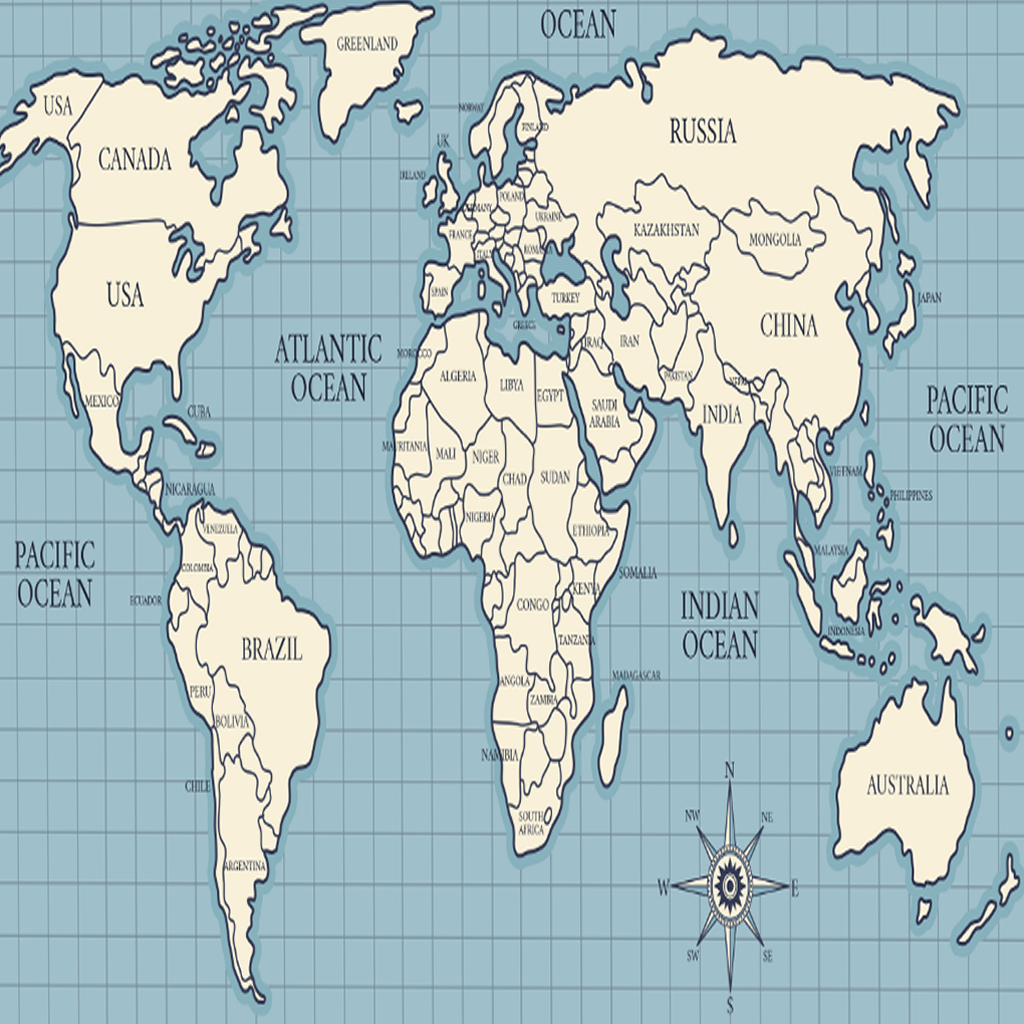 OCEAN
GREENLAND
USA
CANADA
NORWAY
FINLAND
RUSSIA
UK
IRELAND
POLAND
GERMANY
UKRAINE
FRANCE
ITALY
ROMANIA
KAZAKHSTAN
MONGOLIA
USA
SPAIN
TURKEY
GREECE
CHINA
JAPAN
ATLANTIC
OCEAN
MOROCCO
ALGERIA
LIBYA
EGYPT
IRAQ
IRAN
PAKISTAN
NEPAL
SAUDI
ARABIA
INDIA
PACIFIC
OCEAN
MEXICO
CUBA
MAURITANIA
MALI
NIGER
CHAD
SUDAN
VIETNAM
PHILIPPINES
NICARAGUA
VENEZUELA
COLOMBIA
NIGERIA
ETHIOPIA
SOMALIA
MALAYSIA
PACIFIC
OCEAN
ECUADOR
CONGO
KENYA
INDIAN
OCEAN
INDONESIA
BRAZIL
TANZANIA
PERU
ANGOLA
ZAMBIA
MADAGASCAR
BOLIVIA
NAMIBIA
CHILE
AUSTRALIA
SOUTH
AFRICA
ARGENTINA
N
NW
NE
W
E
SW
SE
S